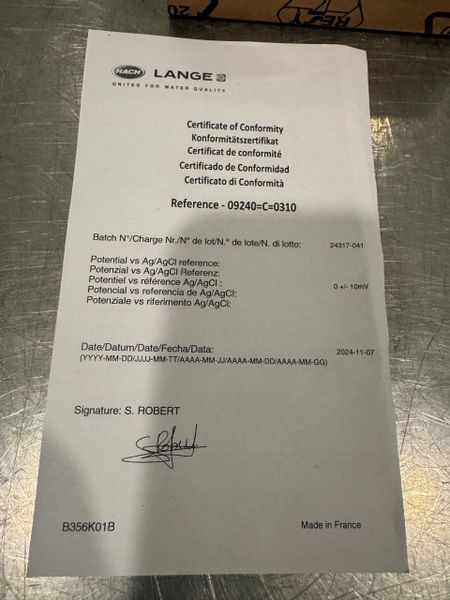 20
HACH LANGE
UNITED FOR WATER QUALITY
Certificate of Conformity
Konformitätszertifikat
Certificat de conformité
Certificado de Conformidad
Certificato di Conformità
Reference - 09240=C=0310
Batch N°/Charge Nr./N° de lot/N.° de lote/N. di lotto: 24317-041
Potential vs Ag/AgCl reference:
Potenzial vs Ag/AgCl Referenz:
Potentiel vs référence Ag/AgCl : 0 +/- 10mV
Potencial vs referencia de Ag/AgCl:
Potenziale vs riferimento Ag/AgCl:
Date/Datum/Date/Fecha/Data: 2024-11-07
(YYYY-MM-DD/JJJJ-MM-TT/AAAA-MM-JJ/AAAA-MM-DD/AAAA-MM-GG)
Signature: S. ROBERT
B356K01B Made in France